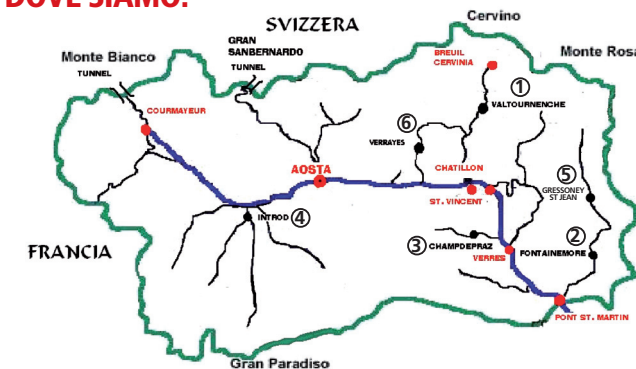 DOVE SIAMO:
SVIZZERA
Cervino
GRAN
SANBERNARDO
TUNNEL
Monte Bianco
TUNNEL
BREUIL
CERVINIA
Monte Rosa
COURMAYEUR
①
VALTOURNENCHE
⑥
VERRAYES
AOSTA
CHATILLON
⑤
GRESSONEY
ST JEAN
ST. VINCENT
INTROD ④
③ CHAMPDEPRAZ
②
FONTAINEMORE
FRANCIA
VERRES
PONT ST. MARTIN
Gran Paradiso